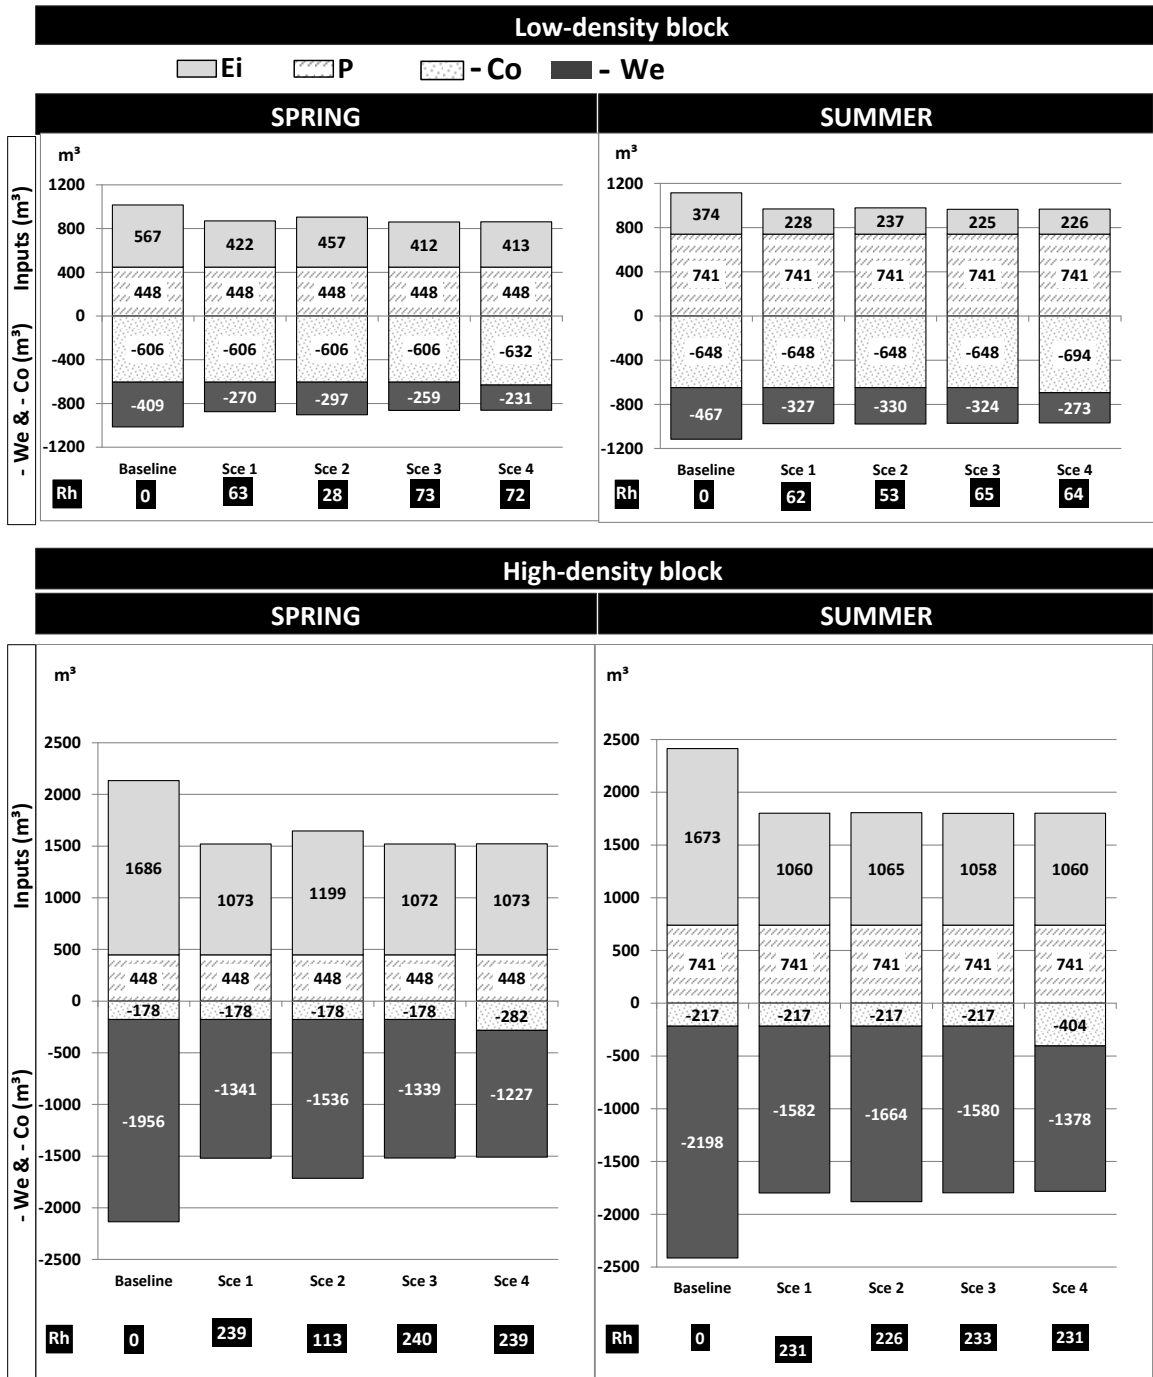 Low-density block
Ei P - Co - We
SPRING SUMMER
Inputs (m³)
- We & - Co (m³)
m³
1200
800
400
0
-400
-800
-1200
567 422 457 412 413
448 448 448 448 448
-606 -606 -606 -606 -632
-409 -270 -297 -259 -231
Baseline Sce 1 Sce 2 Sce 3 Sce 4
Rh 0 63 28 73 72
m³
1200
800
400
0
-400
-800
-1200
374 228 237 225 226
741 741 741 741 741
-648 -648 -648 -648 -694
-467 -327 -330 -324 -273
Baseline Sce 1 Sce 2 Sce 3 Sce 4
Rh 0 62 53 65 64
High-density block
SPRING SUMMER
Inputs (m³)
- We & - Co (m³)
m³
2500
2000
1500
1000
500
0
-500
-1000
-1500
-2000
-2500
1686 1073 1199 1072 1073
448 448 448 448 448
-178 -178 -178 -178 -282
-1956 -1341 -1536 -1339 -1227
Baseline Sce 1 Sce 2 Sce 3 Sce 4
Rh 0 239 113 240 239
m³
2500
2000
1500
1000
500
0
-500
-1000
-1500
-2000
-2500
1673 1060 1065 1058 1060
741 741 741 741 741
-217 -217 -217 -217 -404
-2198 -1582 -1664 -1580 -1378
Baseline Sce 1 Sce 2 Sce 3 Sce 4
Rh 0 231 226 233 231